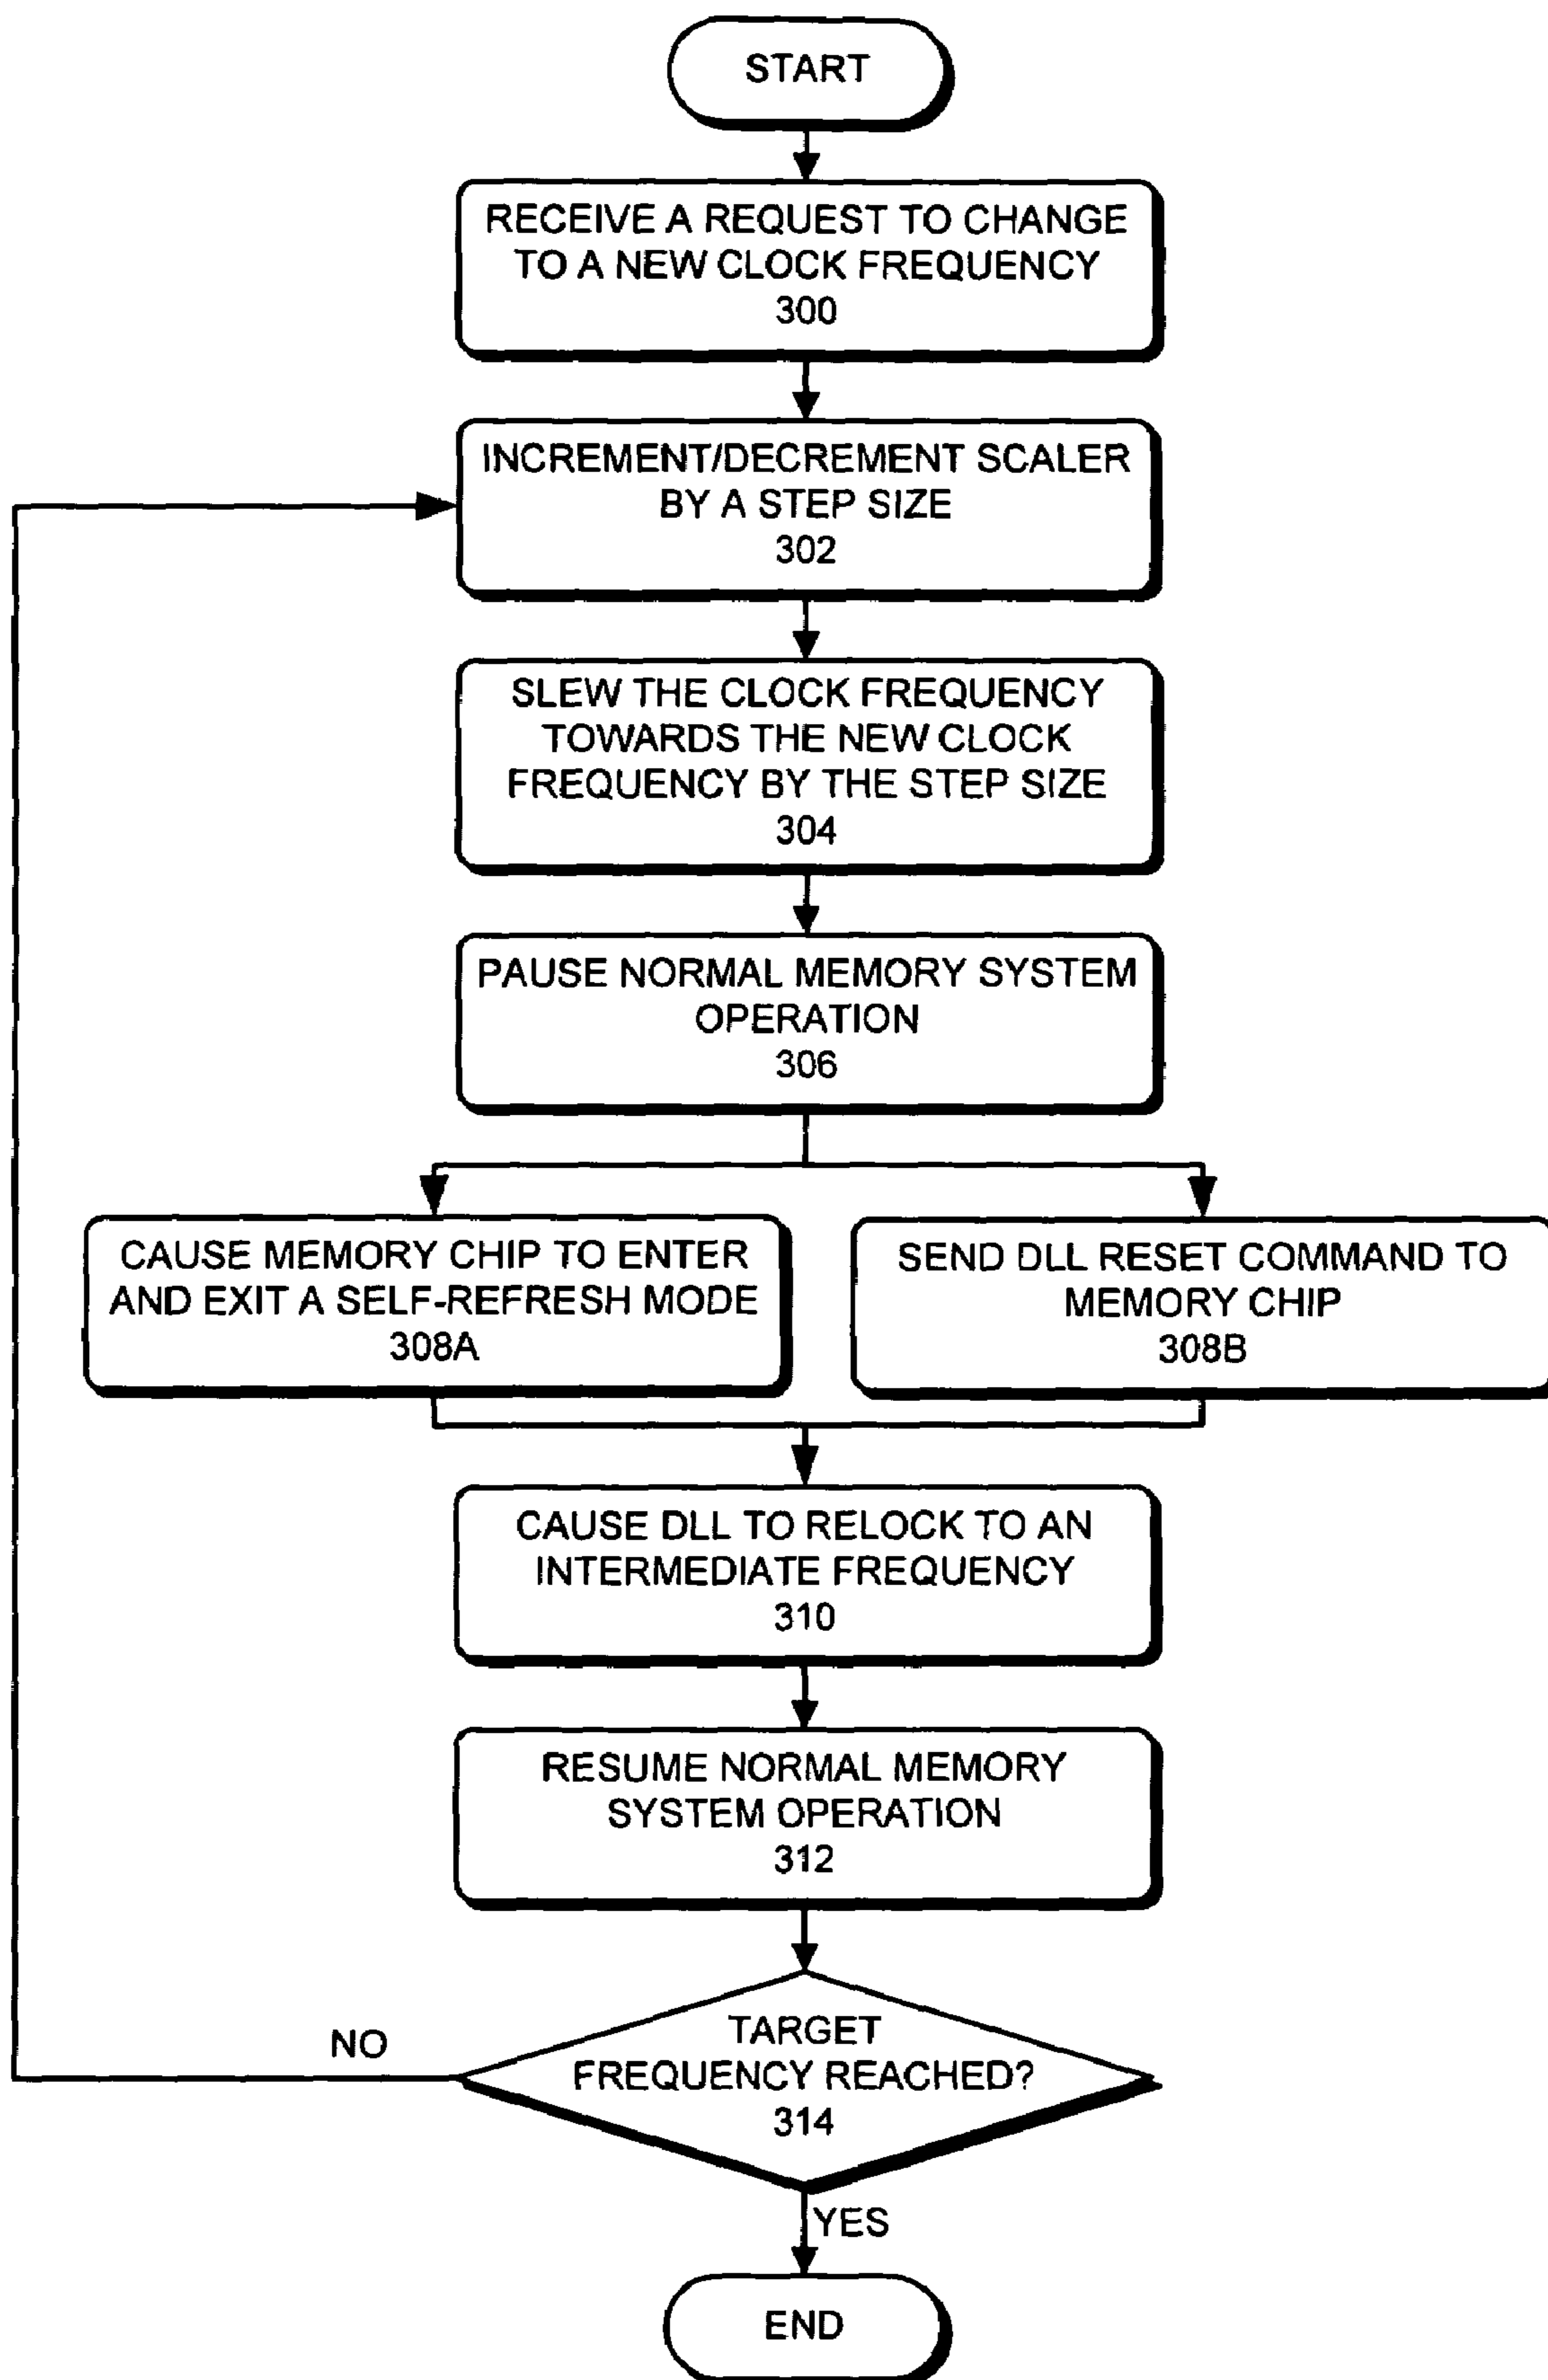 START
RECEIVE A REQUEST TO CHANGE
TO A NEW CLOCK FREQUENCY
300
INCREMENT/DECREMENT SCALER
BY A STEP SIZE
302
SLEW THE CLOCK FREQUENCY
TOWARDS THE NEW CLOCK
FREQUENCY BY THE STEP SIZE
304
PAUSE NORMAL MEMORY SYSTEM
OPERATION
306
CAUSE MEMORY CHIP TO ENTER
AND EXIT A SELF-REFRESH MODE
308A
SEND DLL RESET COMMAND TO
MEMORY CHIP
308B
CAUSE DLL TO RELOCK TO AN
INTERMEDIATE FREQUENCY
310
RESUME NORMAL MEMORY
SYSTEM OPERATION
312
TARGET
FREQUENCY REACHED?
314
NO
YES
END